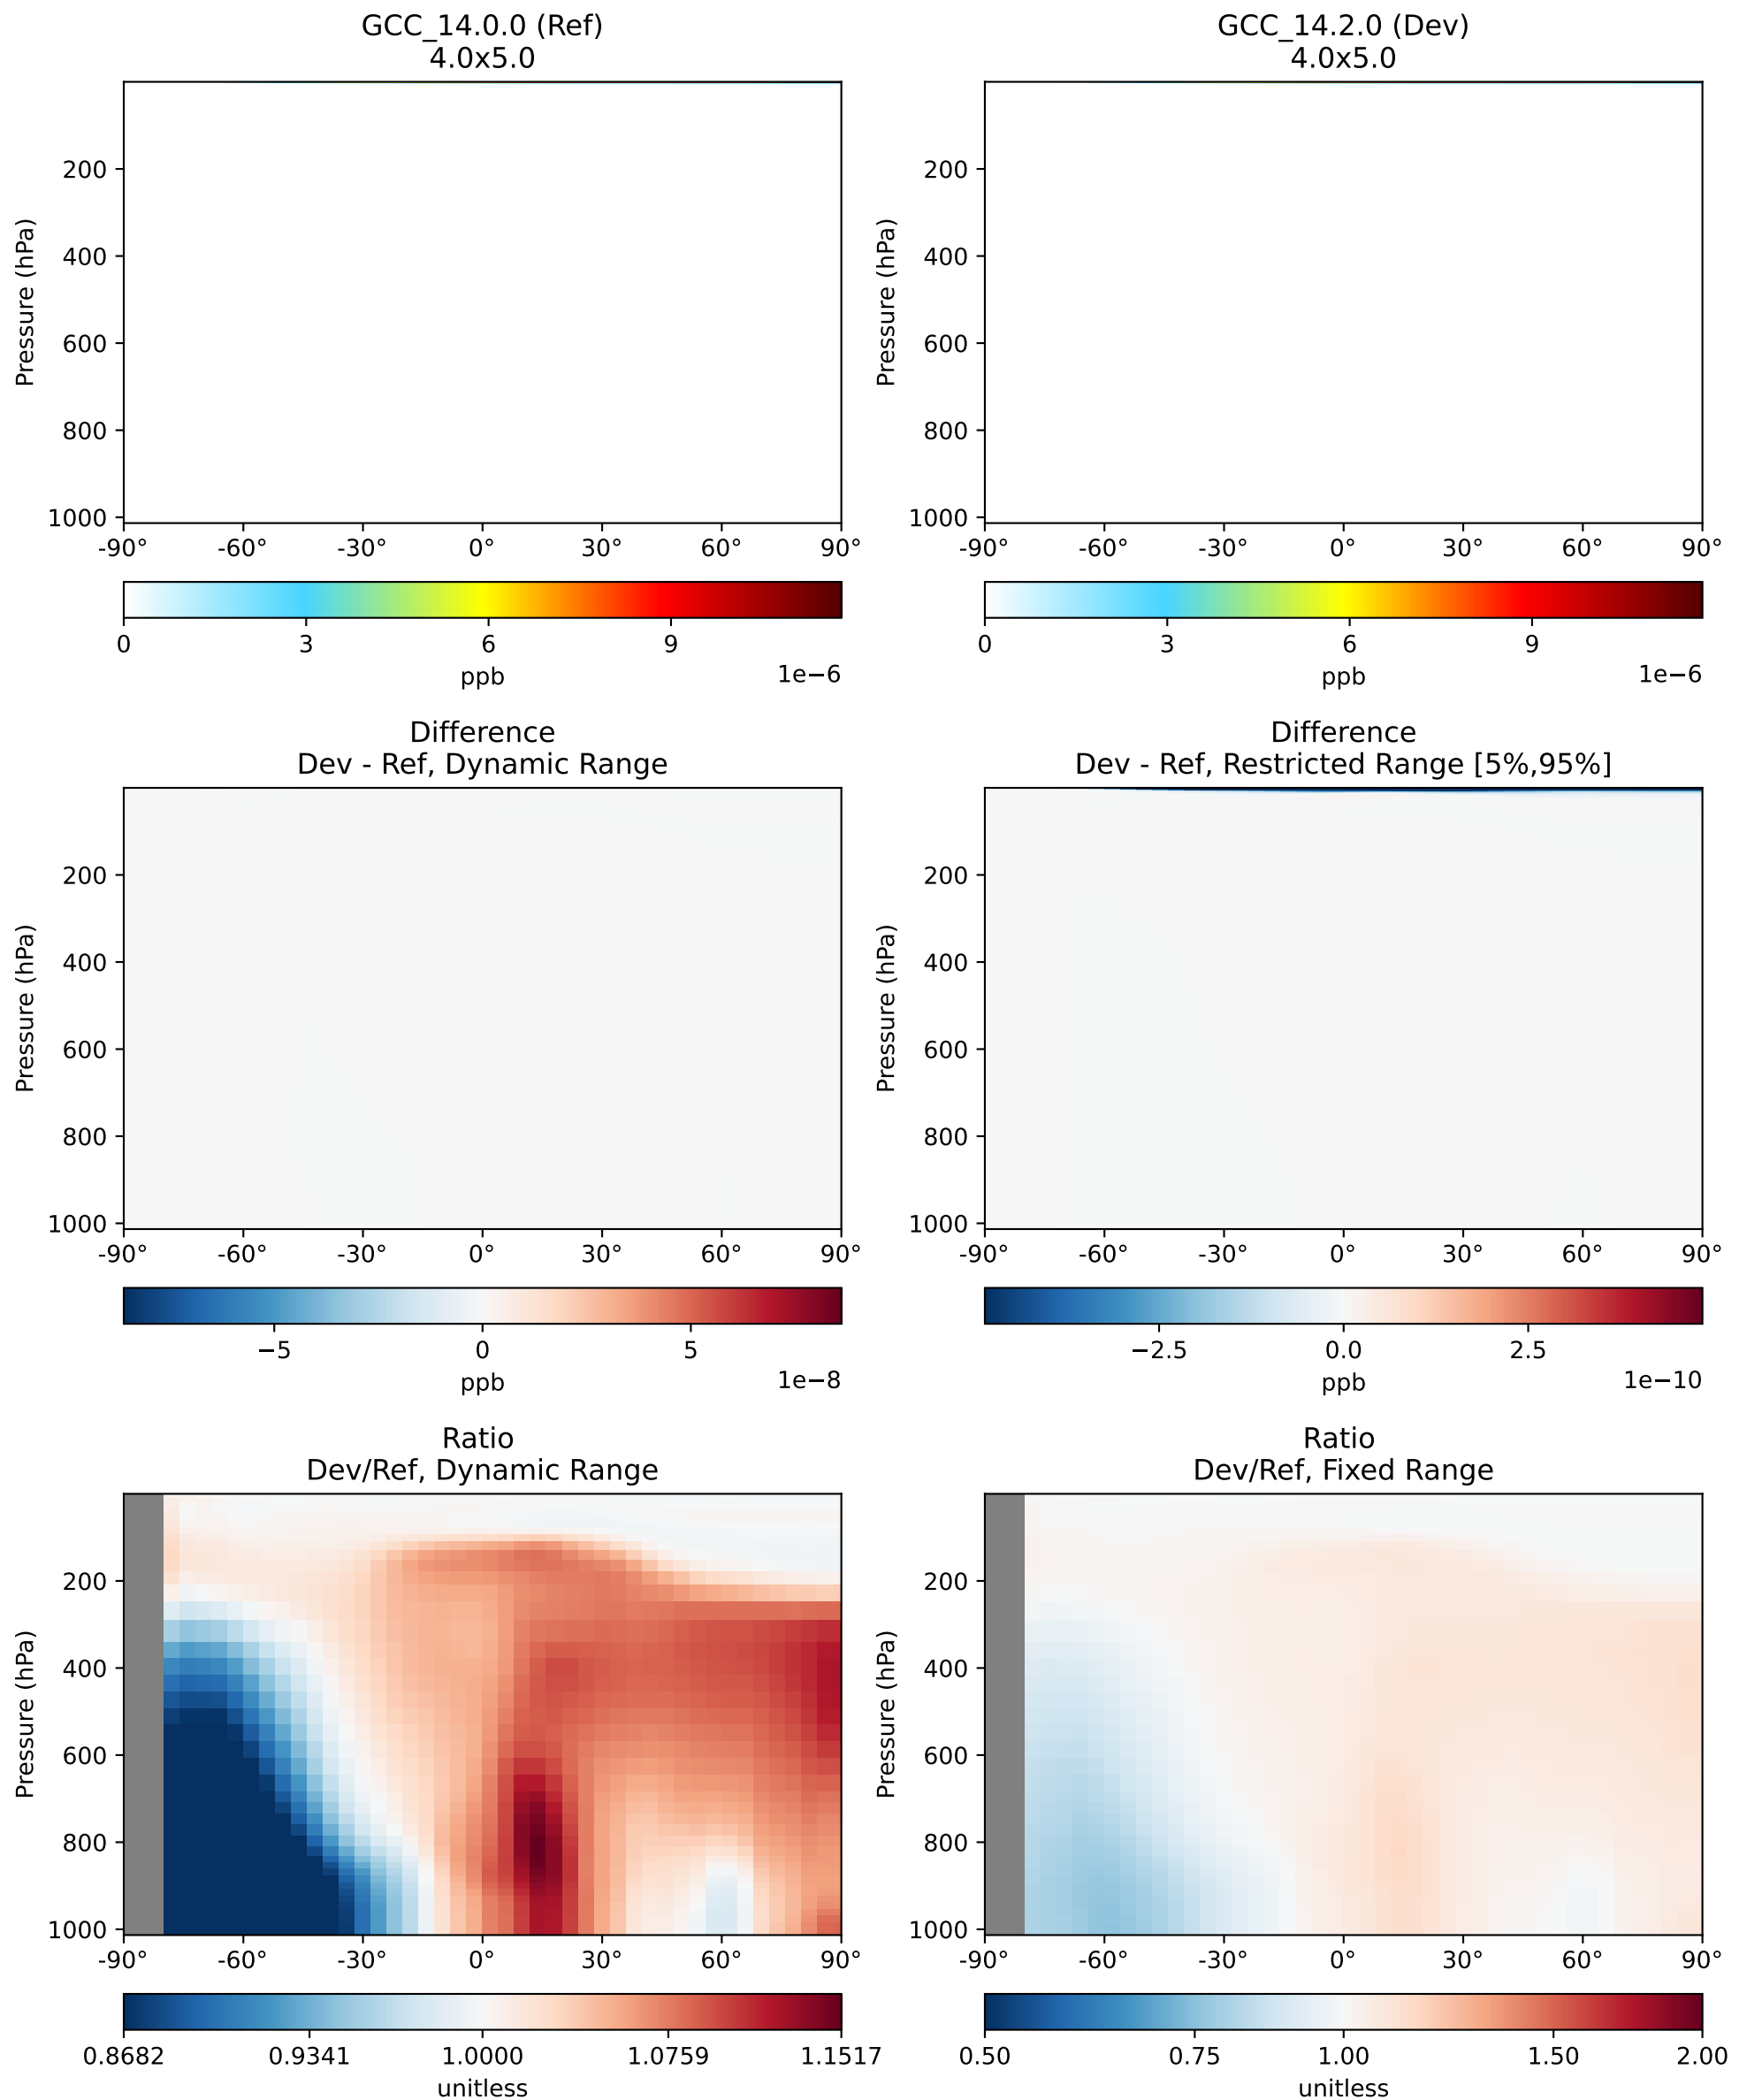 GCC_14.0.0 (Ref)
4.0x5.0
Pressure (hPa)
200
400
600
800
1000
-90° -60° -30° 0° 30° 60° 90°
0 3 6 9
ppb
1e−6
GCC_14.2.0 (Dev)
4.0x5.0
Pressure (hPa)
200
400
600
800
1000
-90° -60° -30° 0° 30° 60° 90°
0 3 6 9
ppb
1e−6
Difference
Dev - Ref, Dynamic Range
Pressure (hPa)
200
400
600
800
1000
-90° -60° -30° 0° 30° 60° 90°
−5 0 5
ppb
1e−8
Difference
Dev - Ref, Restricted Range [5%,95%]
Pressure (hPa)
200
400
600
800
1000
-90° -60° -30° 0° 30° 60° 90°
−2.5 0.0 2.5
ppb
1e−10
Ratio
Dev/Ref, Dynamic Range
Pressure (hPa)
200
400
600
800
1000
-90° -60° -30° 0° 30° 60° 90°
0.8682 0.9341 1.0000 1.0759 1.1517
unitless
Ratio
Dev/Ref, Fixed Range
Pressure (hPa)
200
400
600
800
1000
-90° -60° -30° 0° 30° 60° 90°
0.50 0.75 1.00 1.50 2.00
unitless